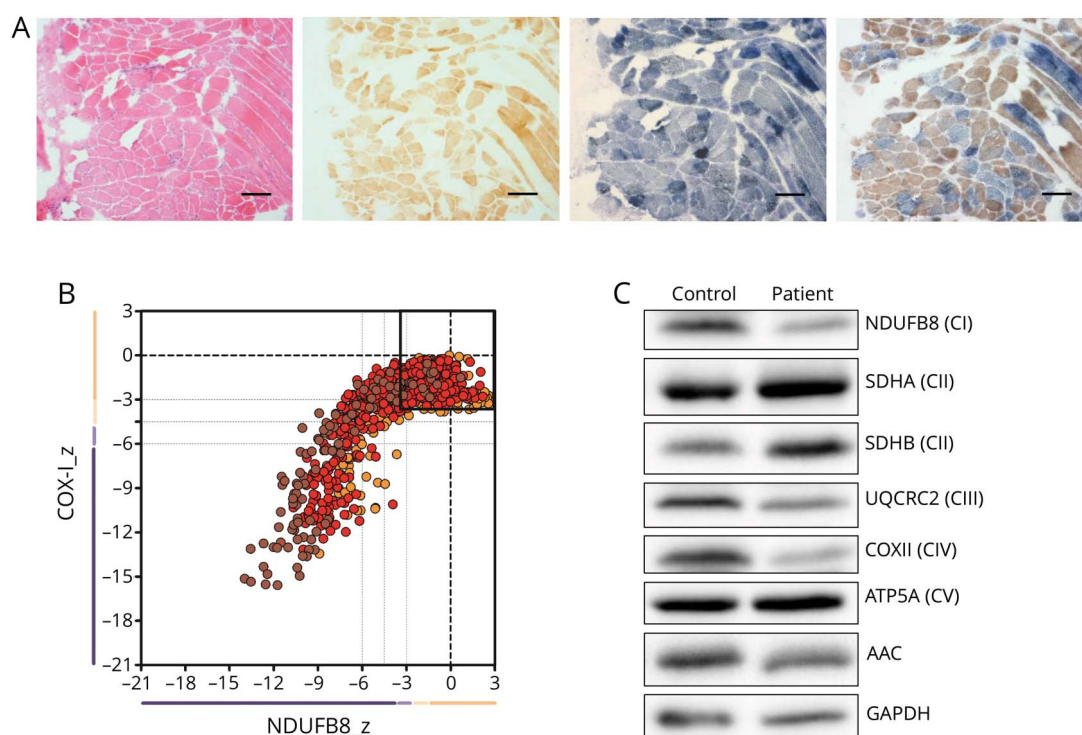 A
B
3
0
−3
−6
−9
−12
−15
−18
−21
COX-I_z
−21 −18 −15 −12 −9 −6 −3 0 3
NDUFB8_z
C
Control Patient
NDUFB8 (CI)
SDHA (CII)
SDHB (CII)
UQCRC2 (CIII)
COXII (CIV)
ATP5A (CV)
AAC
GAPDH